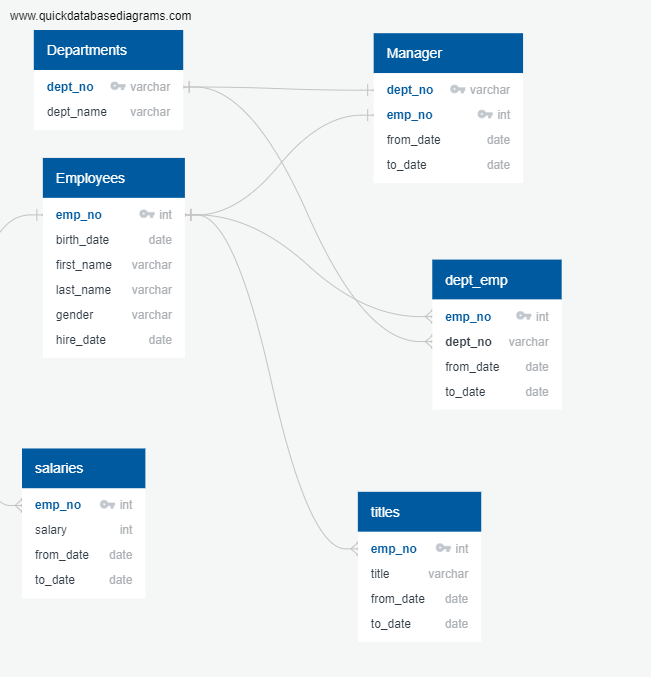 www.quickdatabasediagrams.com
Departments
dept_no varchar
dept_name varchar
Manager
dept_no varchar
emp_no int
from_date date
to_date date
Employees
emp_no int
birth_date date
first_name varchar
last_name varchar
gender varchar
hire_date date
dept_emp
emp_no int
dept_no varchar
from_date date
to_date date
salaries
emp_no int
salary int
from_date date
to_date date
titles
emp_no int
title varchar
from_date date
to_date date